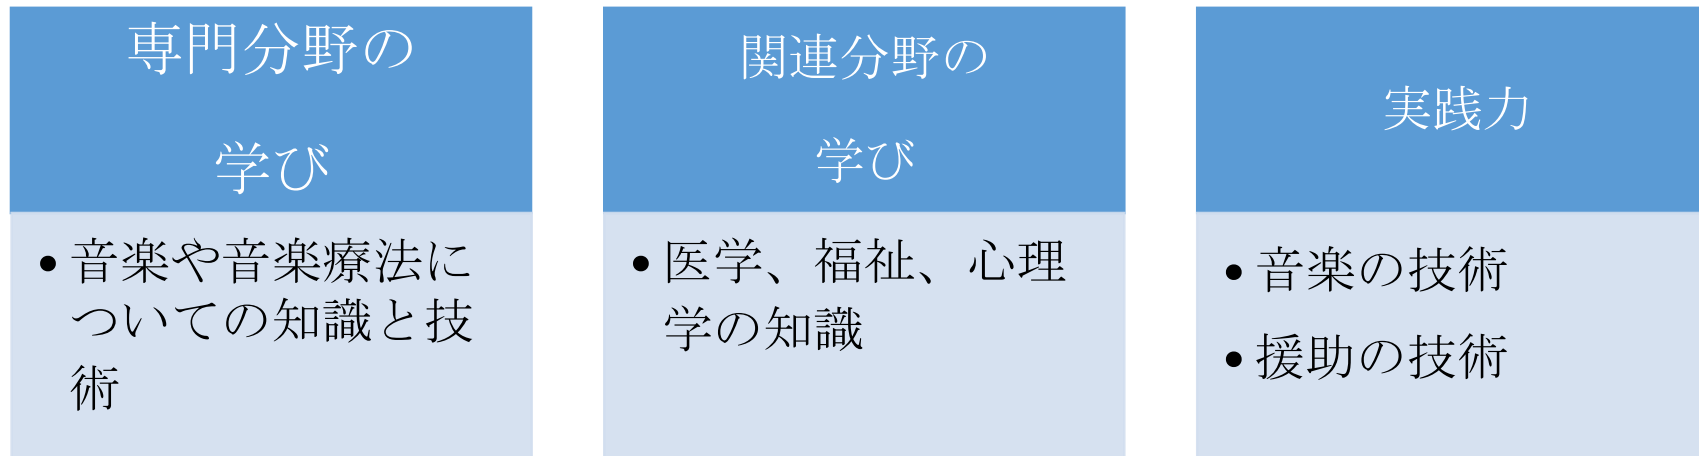 専門分野の
学び
• 音楽や音楽療法に
ついての知識と技
術
関連分野の
学び
• 医学、福祉、心理
学の知識
実践力
• 音楽の技術
• 援助の技術